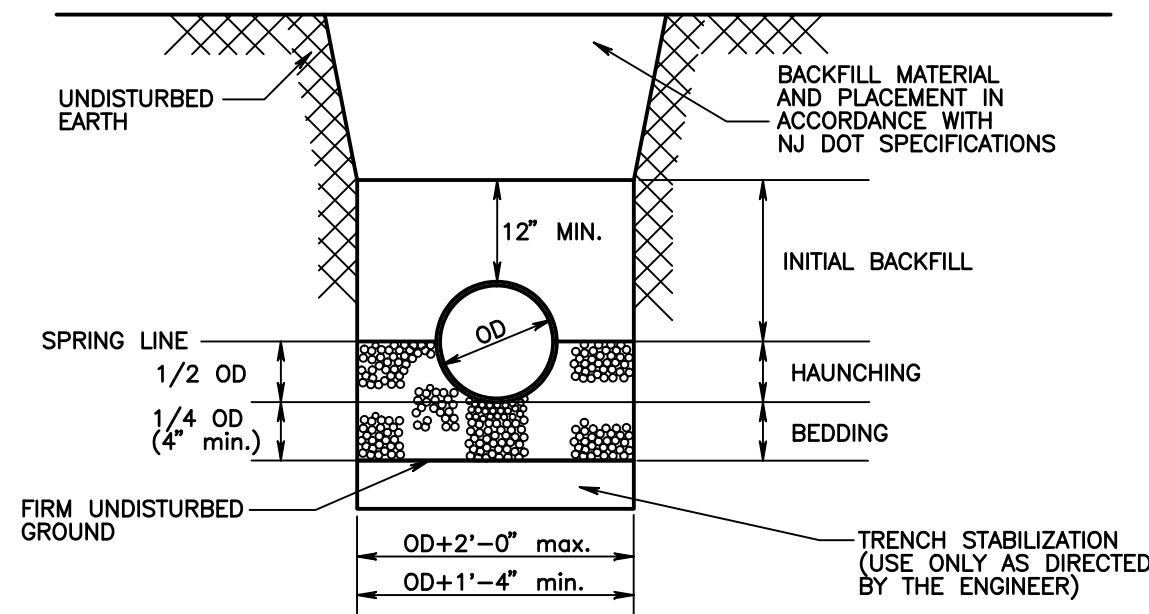 UNDISTURBED
EARTH
BACKFILL MATERIAL
AND PLACEMENT IN
ACCORDANCE WITH
NJ DOT SPECIFICATIONS
12" MIN.
INITIAL BACKFILL
OD
SPRING LINE
1/2 OD
HAUNCHING
1/4 OD
(4" min.)
BEDDING
FIRM UNDISTURBED
GROUND
OD+2'-0" max.
OD+1'-4" min.
TRENCH STABILIZATION
(USE ONLY AS DIRECTED
BY THE ENGINEER)